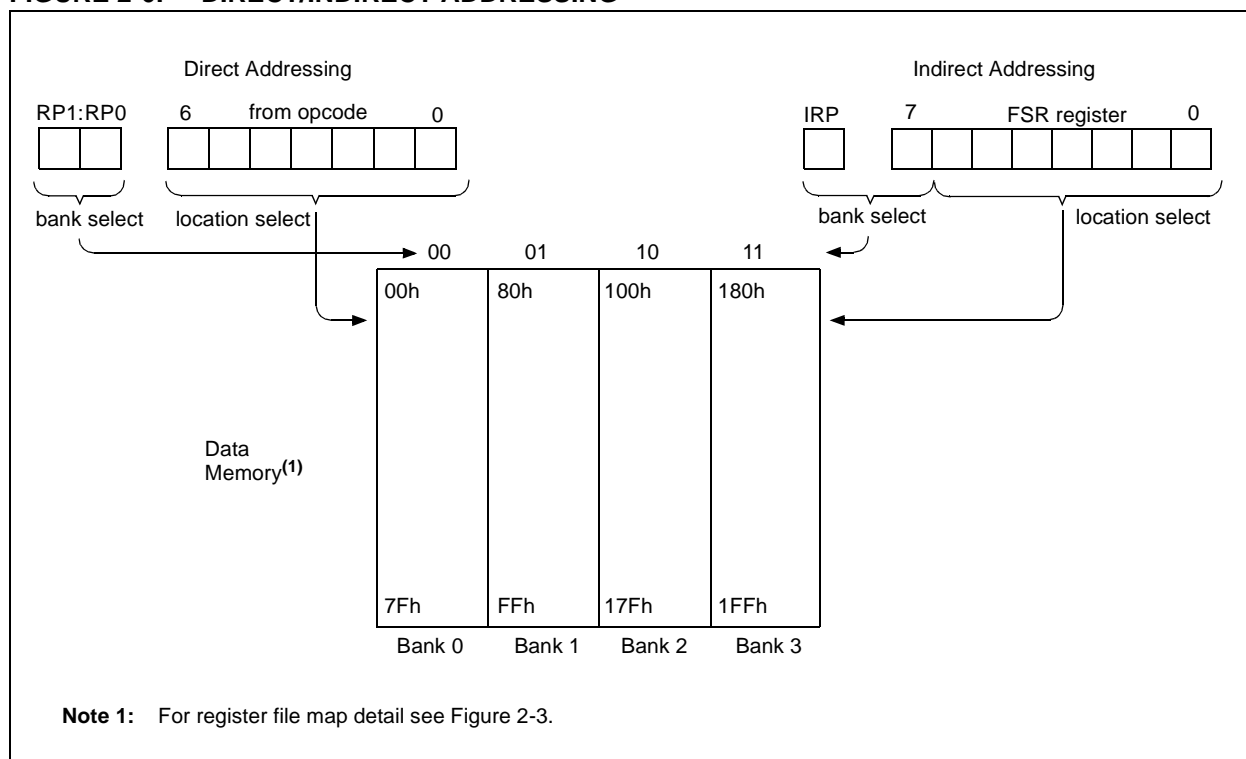 FIGURE 2-6: DIRECT/INDIRECT ADDRESSING
Direct Addressing
Indirect Addressing
RP1:RP0 6 from opcode 0
IRP 7 FSR register 0
bank select location select
bank select location select
00 01 10 11
00h 80h 100h 180h
Data
Memory(1)
7Fh FFh 17Fh 1FFh
Bank 0 Bank 1 Bank 2 Bank 3
Note 1: For register file map detail see Figure 2-3.